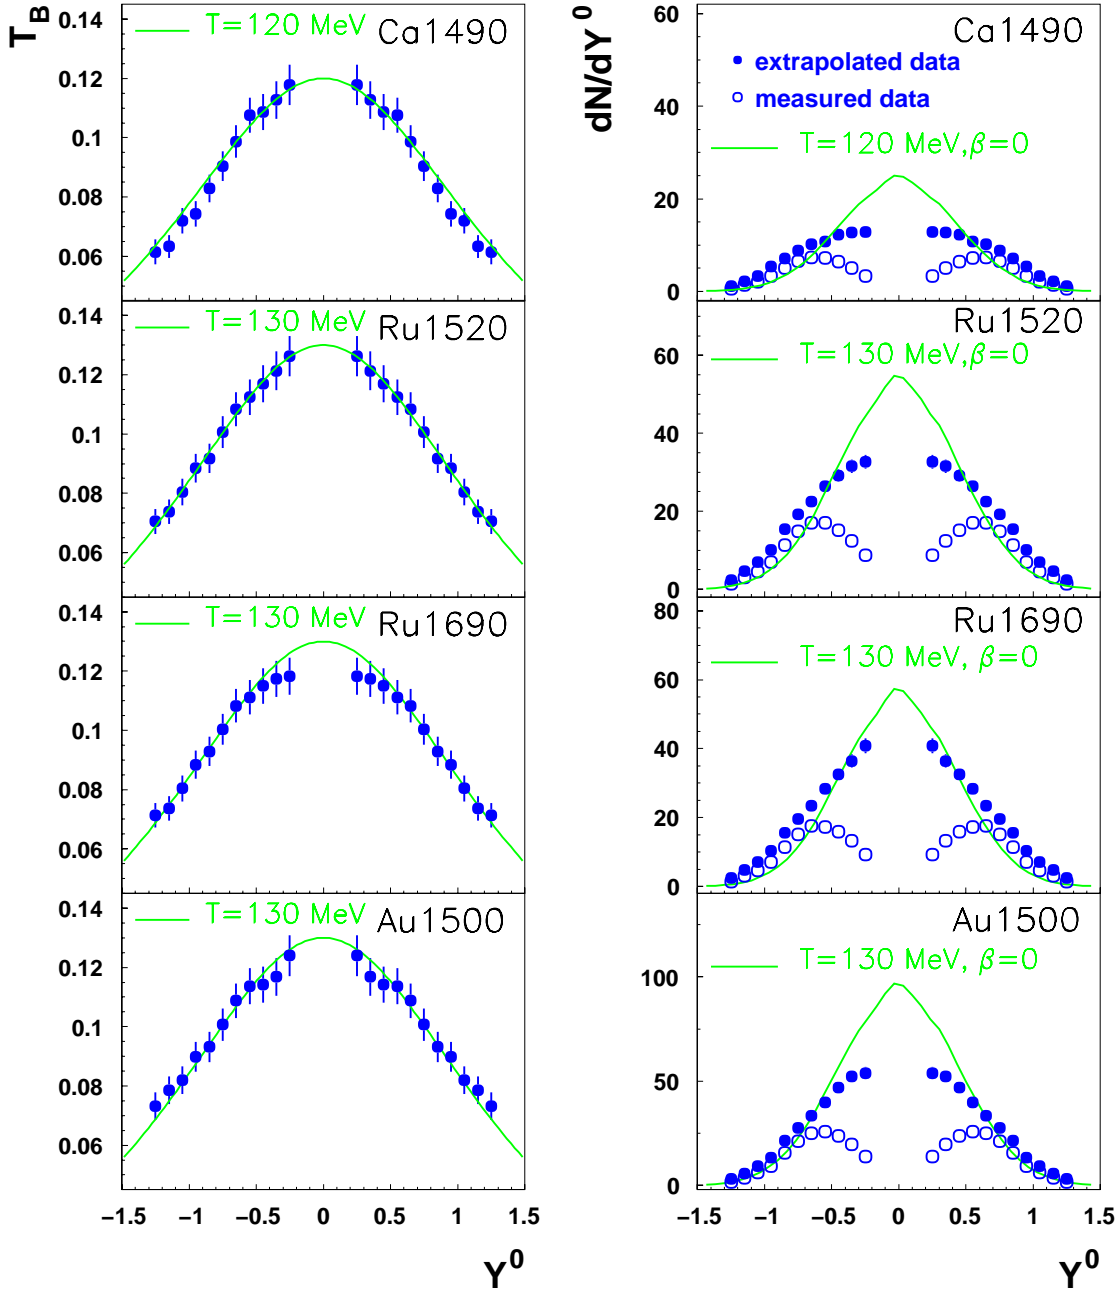 T_B
0.14
0.12
0.1
0.08
0.06
T=120 MeV
Ca1490
0.14
0.12
0.1
0.08
0.06
T=130 MeV
Ru1520
0.14
0.12
0.1
0.08
0.06
T=130 MeV
Ru1690
0.14
0.12
0.1
0.08
0.06
T=130 MeV
Au1500
−1.5 −1 −0.5 0 0.5 1 1.5
Y^0
dN/dY^0
60
40
20
0
Ca1490
extrapolated data
measured data
T=120 MeV,β=0
60
40
20
0
Ru1520
T=130 MeV,β=0
80
60
40
20
0
Ru1690
T=130 MeV, β=0
100
50
0
Au1500
T=130 MeV, β=0
−1.5 −1 −0.5 0 0.5 1 1.5
Y^0